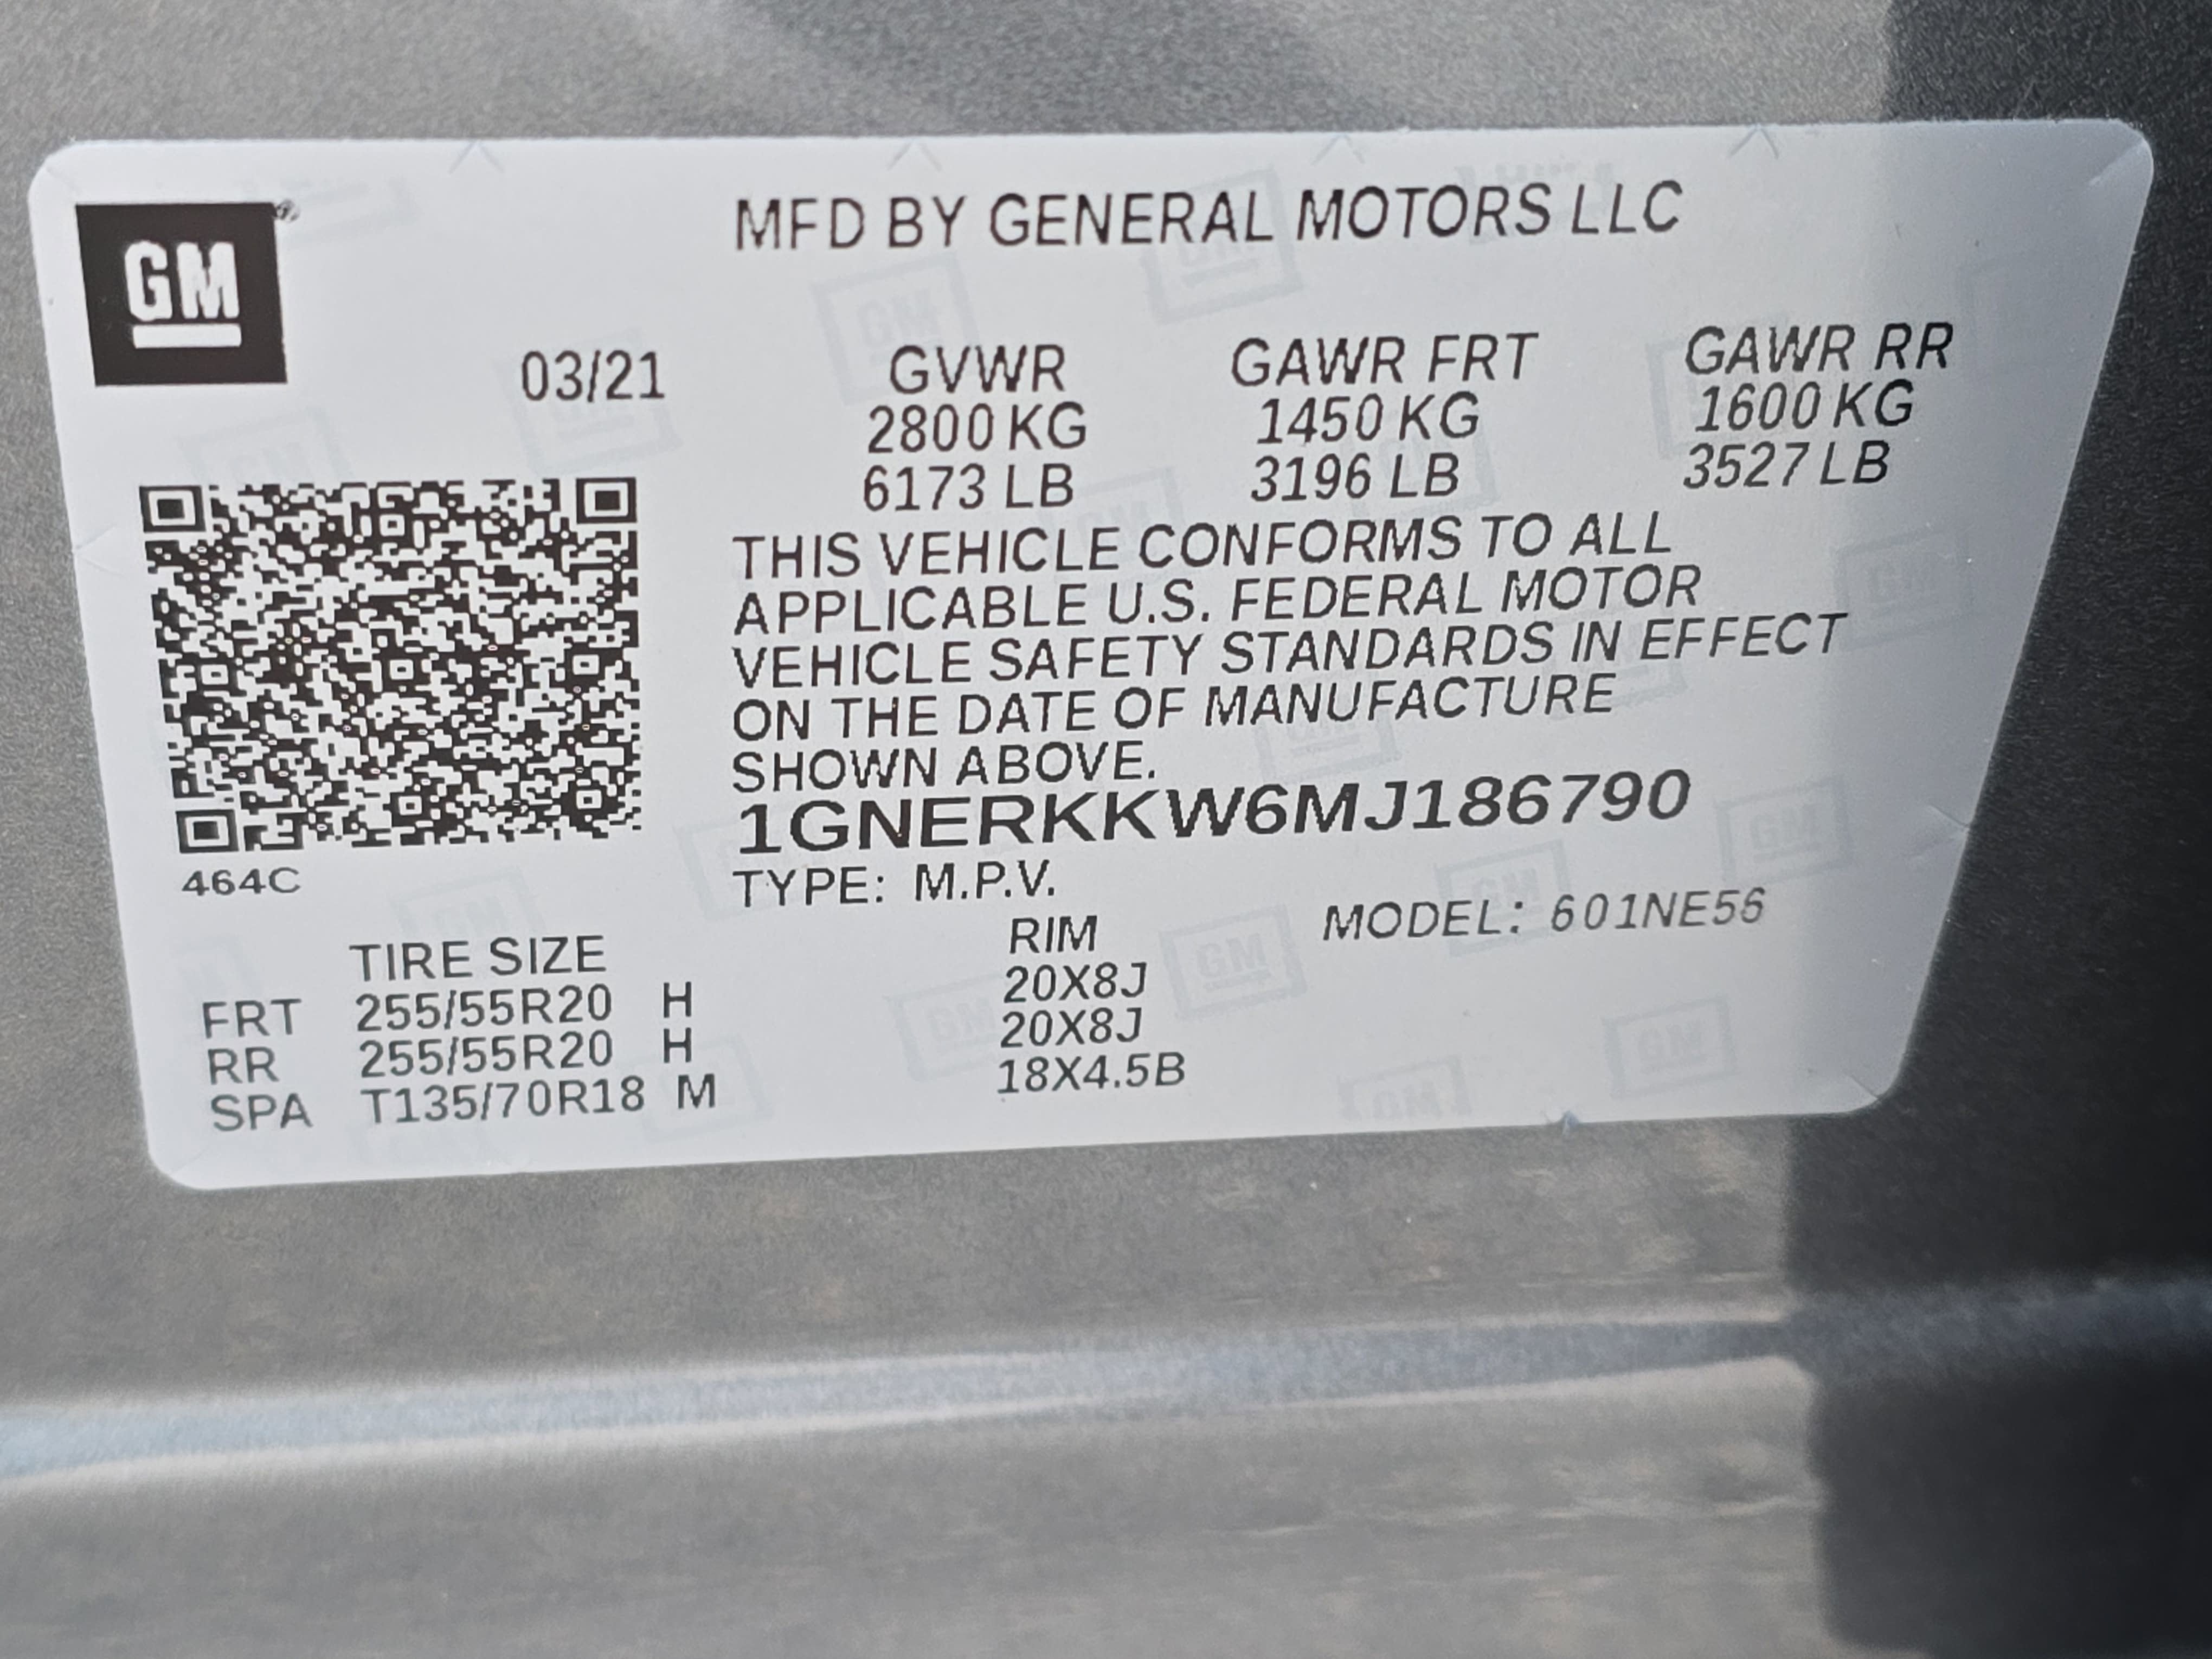 GM
MFD BY GENERAL MOTORS LLC
03/21
GVWR GAWR FRT GAWR RR
2800 KG 1450 KG 1600 KG
6173 LB 3196 LB 3527 LB
THIS VEHICLE CONFORMS TO ALL
APPLICABLE U.S. FEDERAL MOTOR
VEHICLE SAFETY STANDARDS IN EFFECT
ON THE DATE OF MANUFACTURE
SHOWN ABOVE.
1GNERKKW6MJ186790
464C
TYPE: M.P.V.
MODEL: 601NE56
TIRE SIZE RIM
FRT 255/55R20 H 20X8J
RR 255/55R20 H 20X8J
SPA T135/70R18 M 18X4.5B